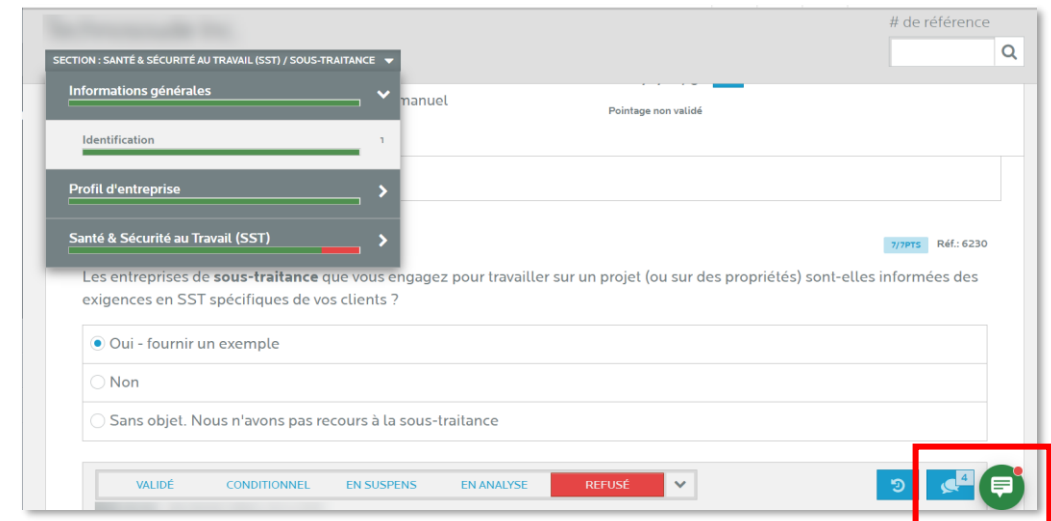 # de référence
SECTION : SANTÉ & SÉCURITÉ AU TRAVAIL (SST) / SOUS-TRAITANCE
Informations générales
manuel
Pointage non validé
Identification 1
Profil d'entreprise
Santé & Sécurité au Travail (SST)
7/7PTS Réf.: 6230
Les entreprises de sous-traitance que vous engagez pour travailler sur un projet (ou sur des propriétés) sont-elles informées des
exigences en SST spécifiques de vos clients ?
Oui - fournir un exemple
Non
Sans objet. Nous n'avons pas recours à la sous-traitance
VALIDÉ CONDITIONNEL EN SUSPENS EN ANALYSE REFUSÉ
4